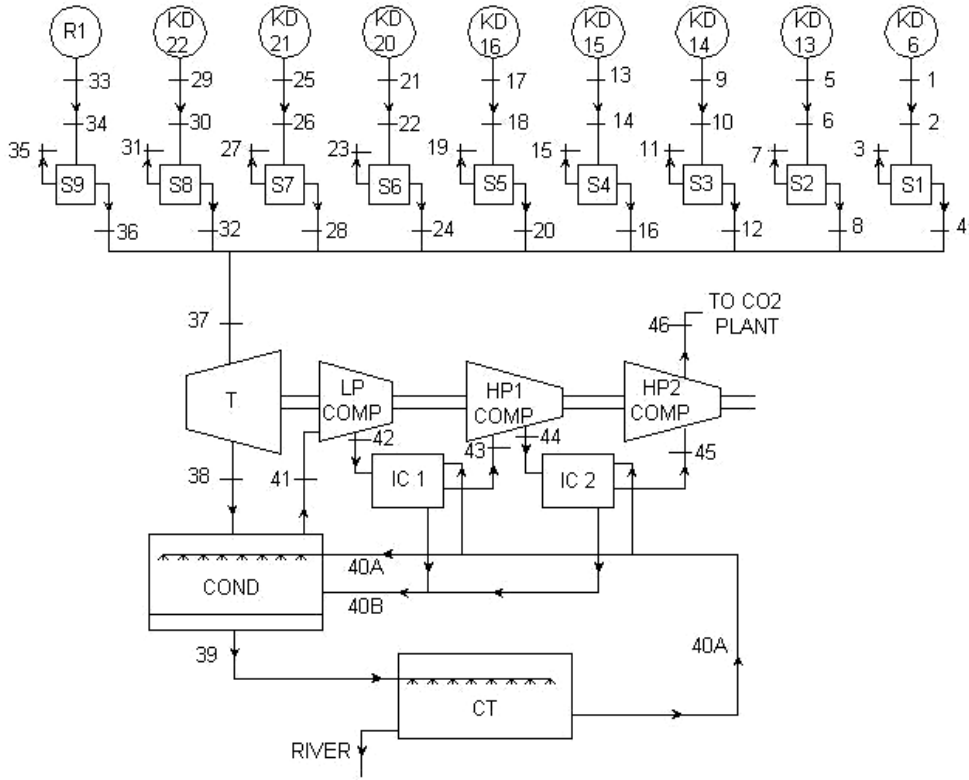 R1 KD KD KD KD KD KD KD KD
22 21 20 16 15 14 13 6
33 29 25 21 17 13 9 5 1
34 30 26 22 18 14 10 6 2
35 31 27 23 19 15 11 7 3
S9 S8 S7 S6 S5 S4 S3 S2 S1
36 32 28 24 20 16 12 8 4
TO CO2
37 46 PLANT
T LP HP1 HP2
COMP COMP COMP
42 44
43 45
38 41 IC 1 IC 2
40A
COND
40B
39 40A
CT
RIVER